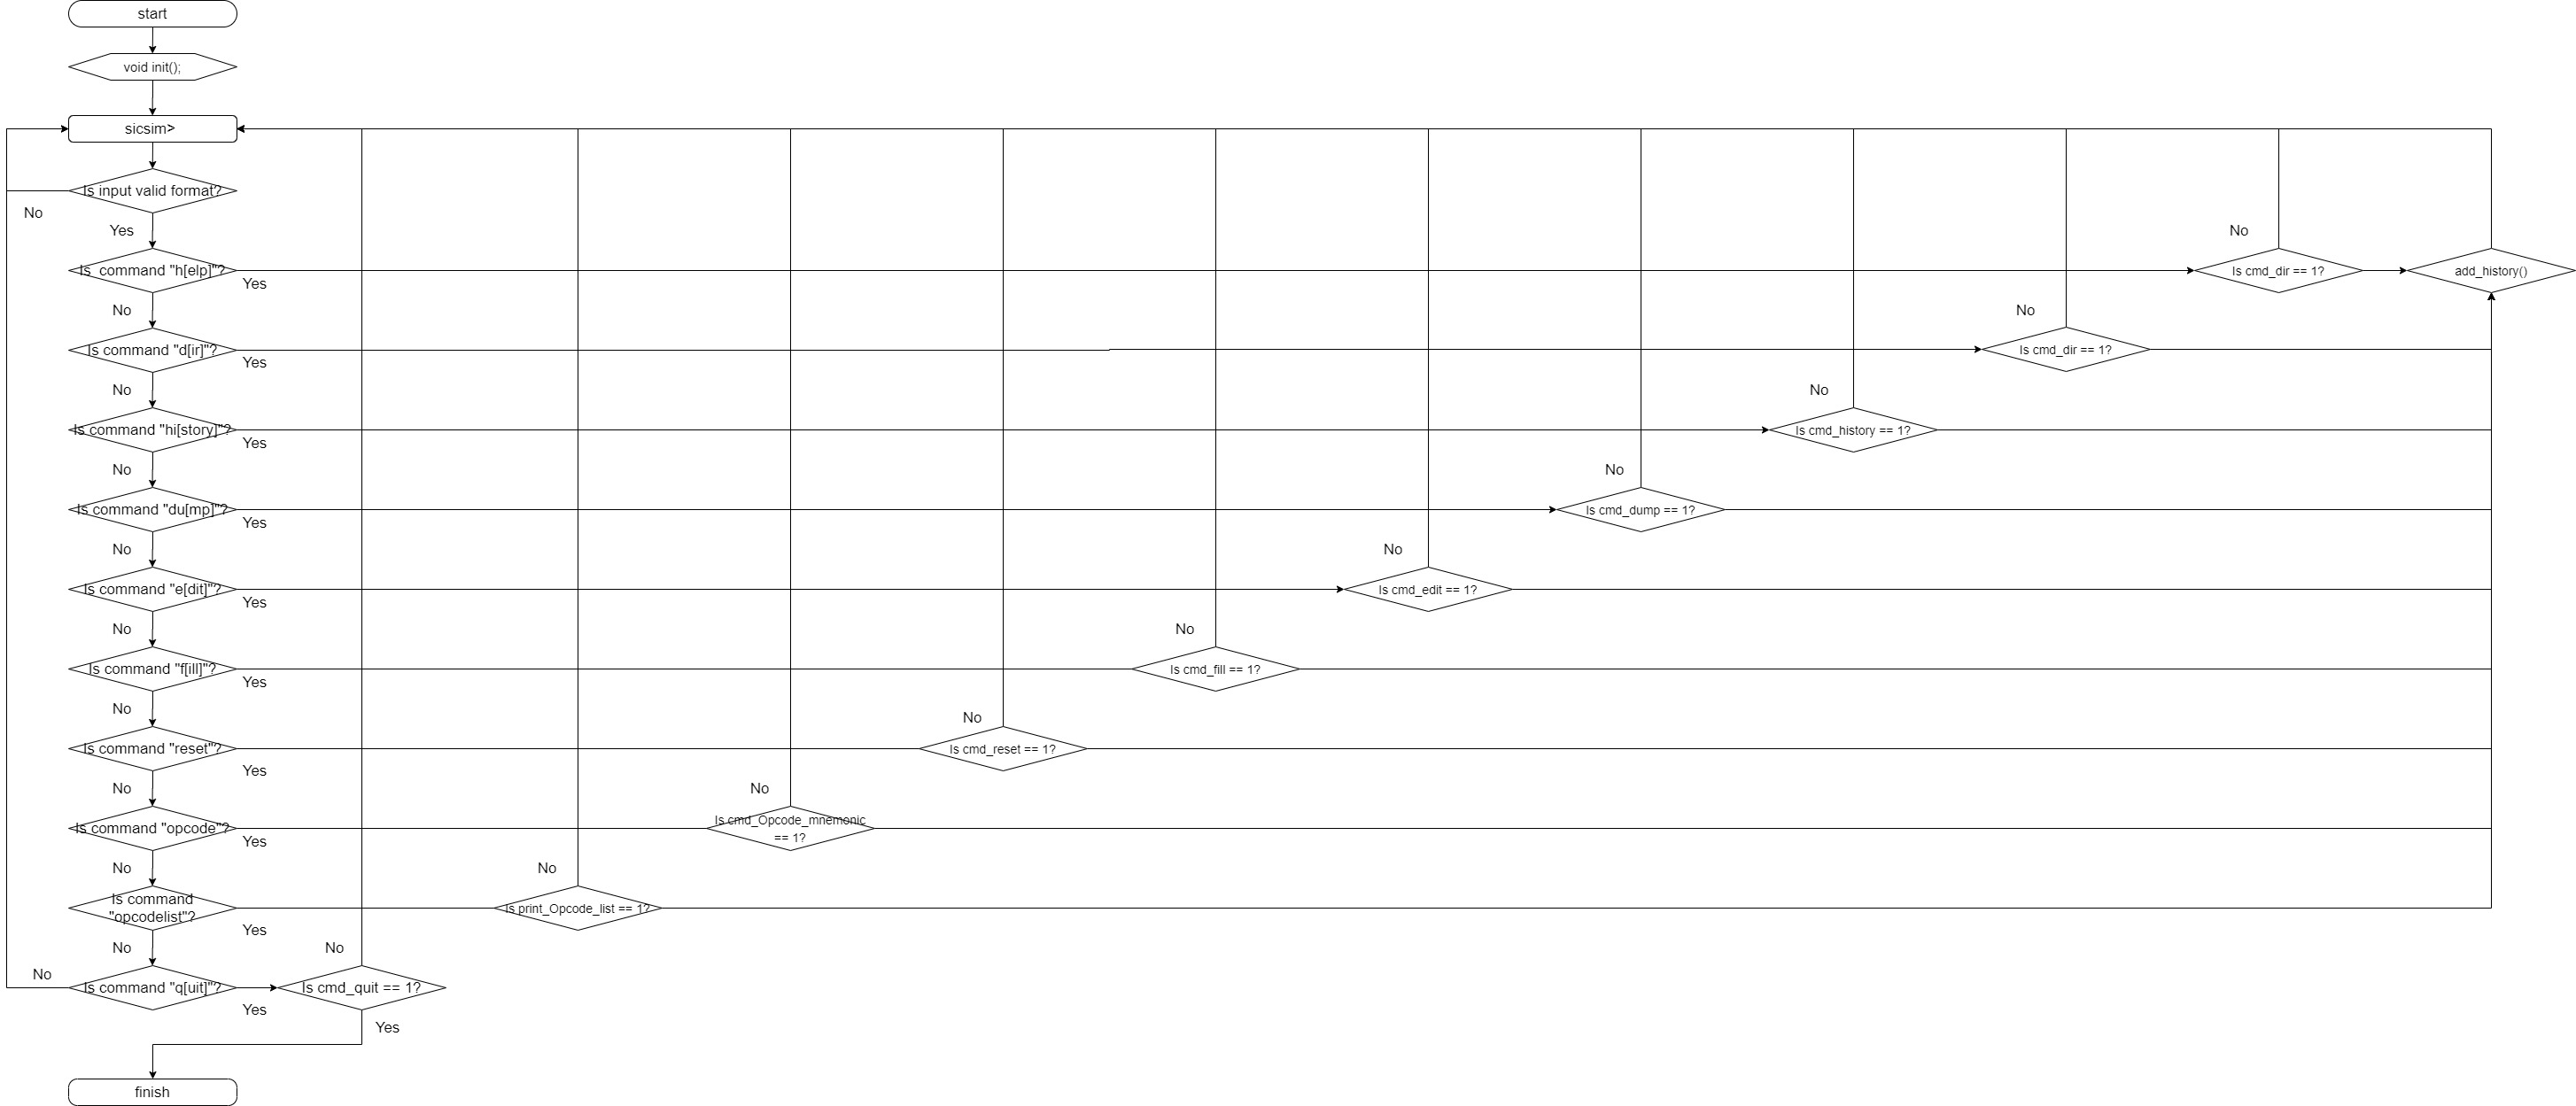 start
void init();
sicsim>
Is input valid format?
No
Yes
No
Is  command "h[elp]"?
Yes
Is cmd_dir == 1?
add_history()
No
No
Is command "d[ir]"?
Yes
Is cmd_dir == 1?
No
No
Is command "hi[story]"?
Yes
Is cmd_history == 1?
No
No
Is command "du[mp]"?
Yes
Is cmd_dump == 1?
No
No
Is command "e[dit]"?
Yes
Is cmd_edit == 1?
No
No
Is command "f[ill]"?
Yes
Is cmd_fill == 1?
No
No
Is command "reset"?
Yes
Is cmd_reset == 1?
No
No
Is command "opcode"?
Yes
Is cmd_Opcode_mnemonic
== 1?
No
No
Is command
"opcodelist"?
Yes
Is print_Opcode_list == 1?
No
No
No
Is command "q[uit]"?
Yes
Is cmd_quit == 1?
Yes
finish